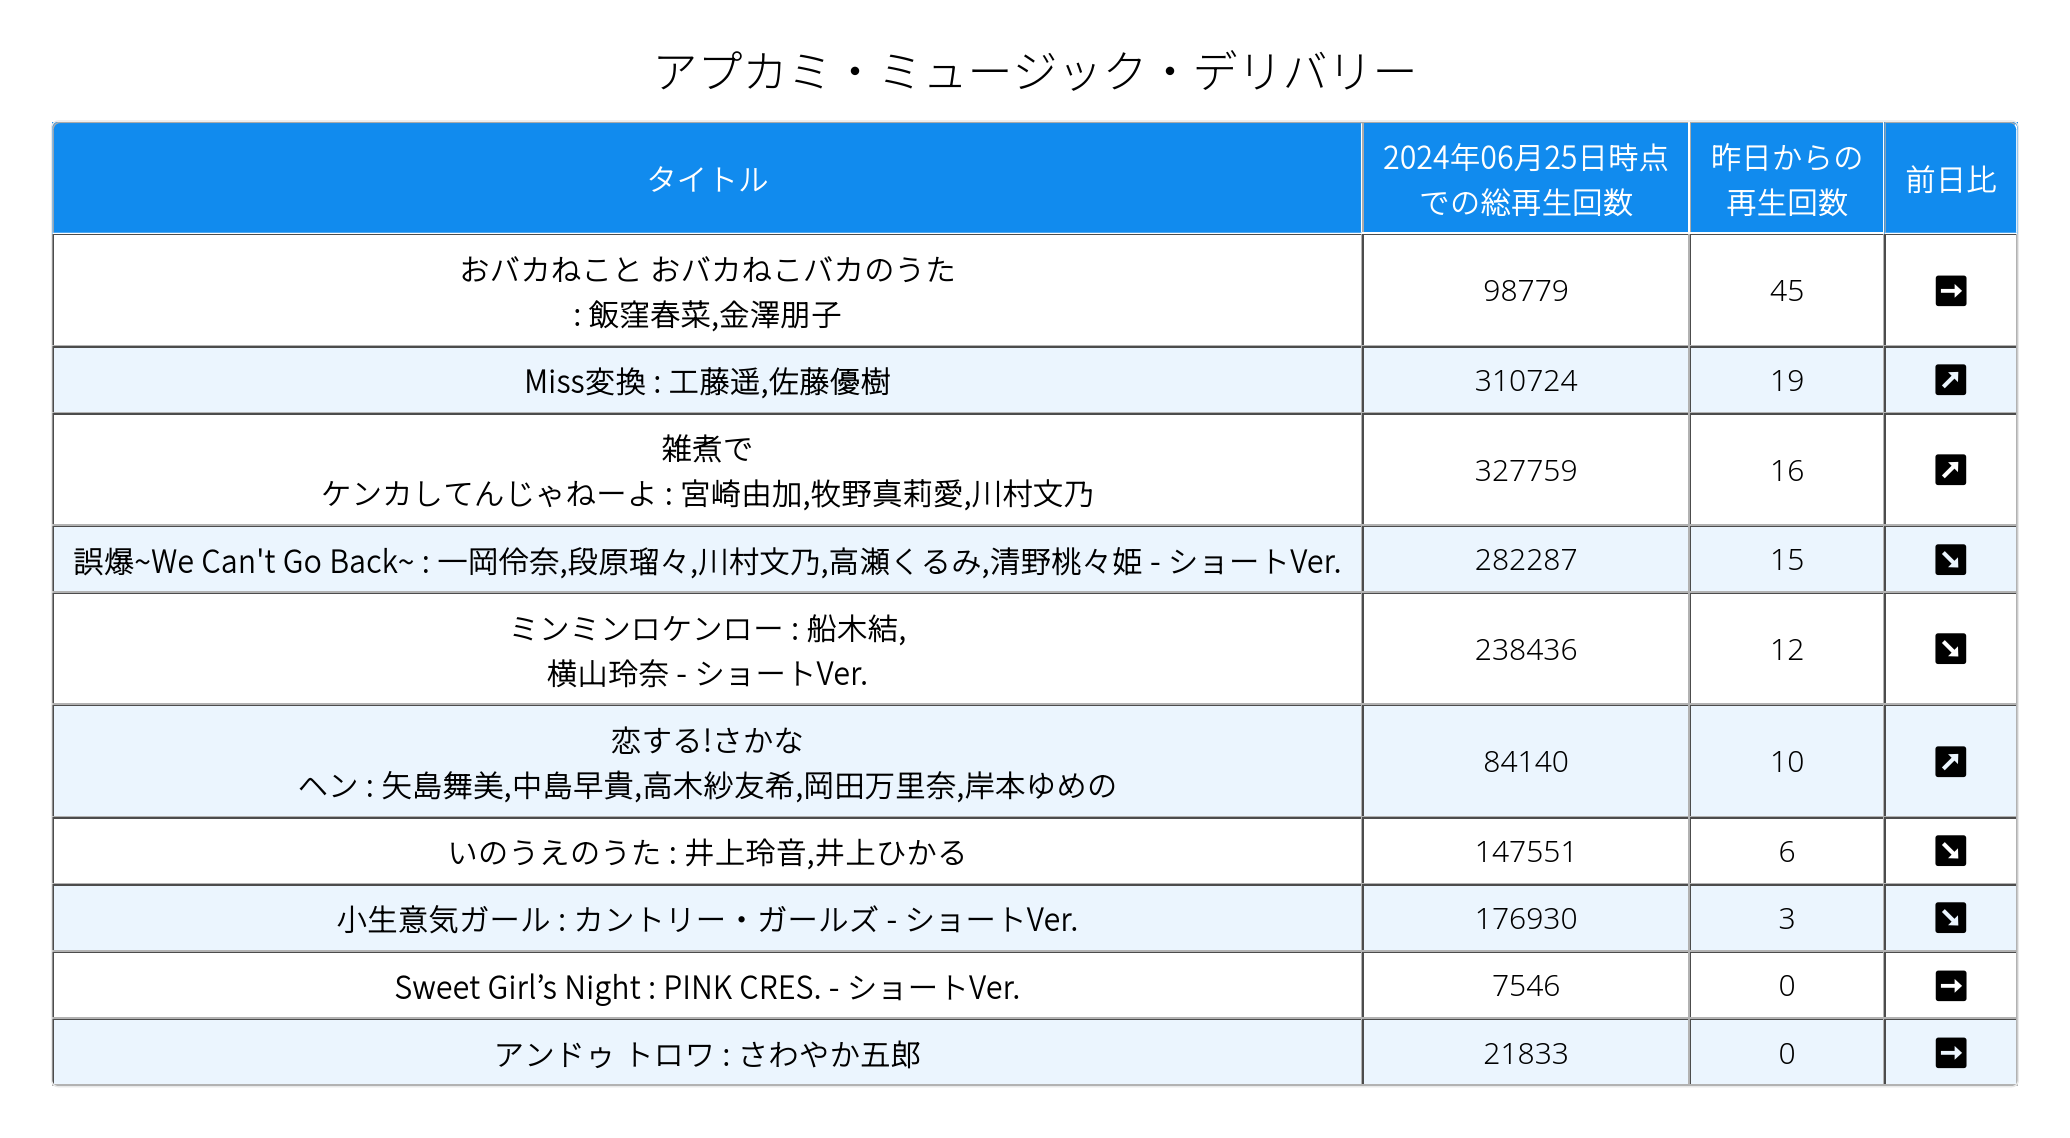 アプカミ・ミュージック・デリバリー
タイトル
2024年06月25日時点
での総再生回数
昨日からの
再生回数
前日比
おバカねこと おバカねこバカのうた
: 飯窪春菜,金澤朋子
98779
45
➡
Miss変換 : 工藤遥,佐藤優樹
310724
19
↗
雑煮で
ケンカしてんじゃねーよ : 宮崎由加,牧野真莉愛,川村文乃
327759
16
↗
誤爆~We Can't Go Back~ : 一岡伶奈,段原瑠々,川村文乃,高瀬くるみ,清野桃々姫 - ショートVer.
282287
15
↘
ミンミンロケンロー : 船木結,
横山玲奈 - ショートVer.
238436
12
↘
恋する!さかな
ヘン : 矢島舞美,中島早貴,高木紗友希,岡田万里奈,岸本ゆめの
84140
10
↗
いのうえのうた : 井上玲音,井上ひかる
147551
6
↘
小生意気ガール : カントリー・ガールズ - ショートVer.
176930
3
↘
Sweet Girl’s Night : PINK CRES. - ショートVer.
7546
0
➡
アンドゥ トロワ : さわやか五郎
21833
0
➡